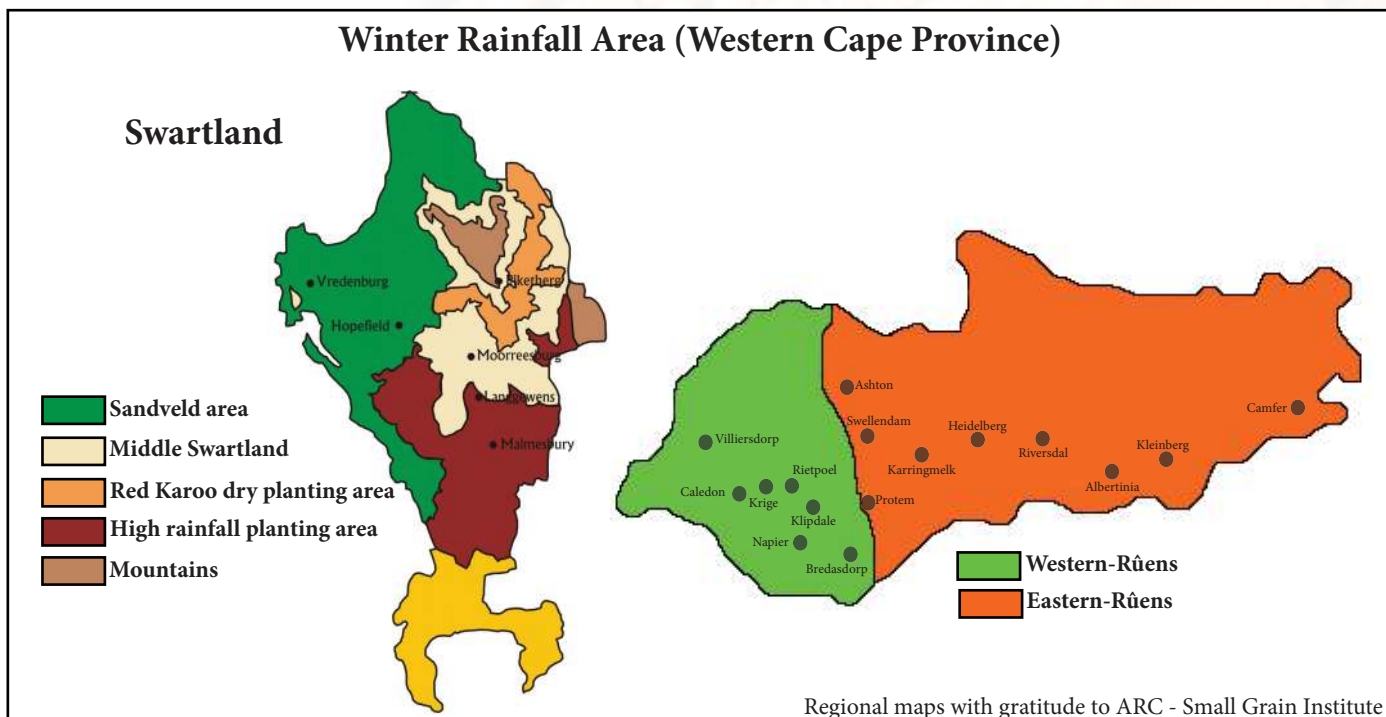 Winter Rainfall Area (Western Cape Province)
Swartland
Vredenburg
Piketberg
Hopefield
Moorreesburg
Langgewens
Malmesbury
Sandveld area
Middle Swartland
Red Karoo dry planting area
High rainfall planting area
Mountains
Ashton
Swellendam
Villiersdorp
Karringmelk
Heidelberg
Riversdal
Camfer
Kleinberg
Albertinia
Rietpoel
Caledon
Krige
Klipdale
Protem
Napier
Bredasdorp
Western-Rûens
Eastern-Rûens
Regional maps with gratitude to ARC - Small Grain Institute